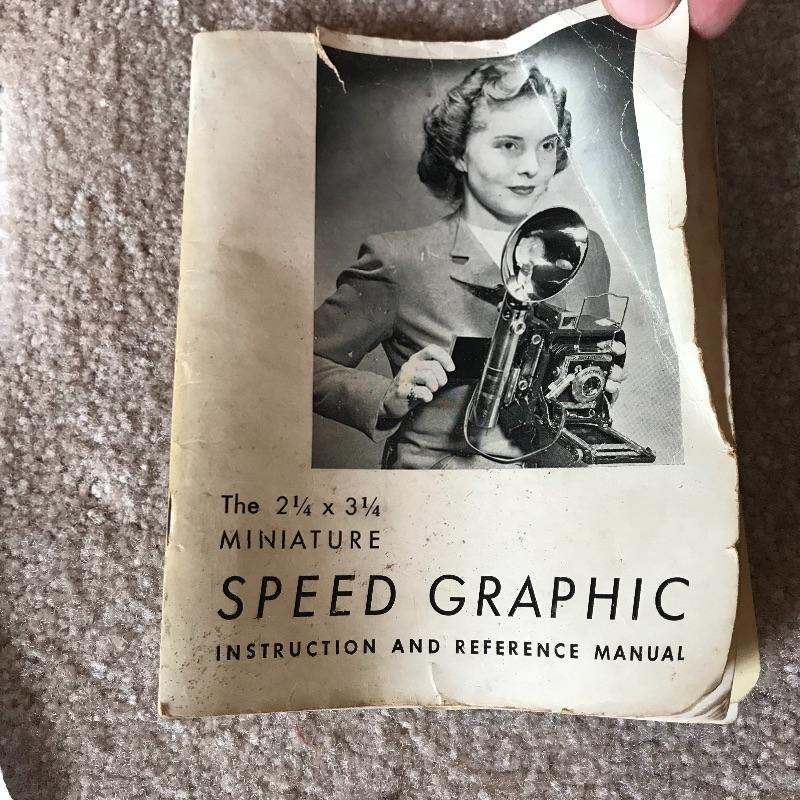 The 2¼ x 3¼
MINIATURE
SPEED GRAPHIC
INSTRUCTION AND REFERENCE MANUAL